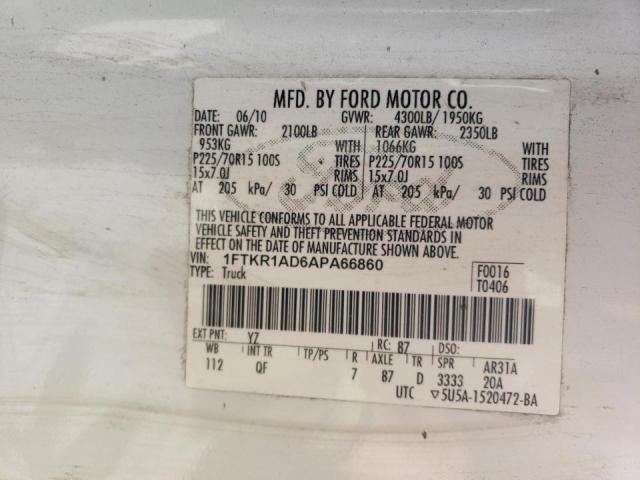 MFD. BY FORD MOTOR CO.
DATE: 06/10 GVWR: 4300LB/ 1950KG
FRONT GAWR: 2100LB REAR GAWR: 2350LB
953KG WITH 1066KG WITH
P225/70R15 100S TIRES P225/70R15 100S TIRES
15x7.0J RIMS 15x7.0J RIMS
AT 205 kPa/ 30 PSI COLD AT 205 kPa/ 30 PSI COLD
THIS VEHICLE CONFORMS TO ALL APPLICABLE FEDERAL MOTOR
VEHICLE SAFETY AND THEFT PREVENTION STANDARDS IN
EFFECT ON THE DATE OF MANUFACTURE SHOWN ABOVE.
VIN: 1FTKR1AD6APA66860 F0016
TYPE: Truck T0406
EXT PNT: YZ RC: 87 DSO:
WB INT TR TP/PS R AXLE TR SPR AR31A
112 QF 7 87 D 3333 20A
UTC ▽5U5A-1520472-BA
Ford